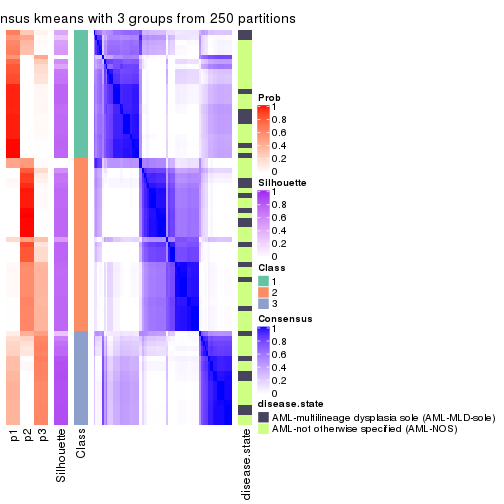 nsus kmeans with 3 groups from 250 partitions
Prob
1
0.8
0.6
0.4
0.2
0
Silhouette
1
0.8
0.6
0.4
0.2
0
Class
1
2
3
Consensus
1
0.8
0.6
0.4
0.2
0
disease.state
AML-multilineage dysplasia sole (AML-MLD-sole)
AML-not otherwise specified (AML-NOS)
p1
p2
p3
Silhouette
Class
disease.state